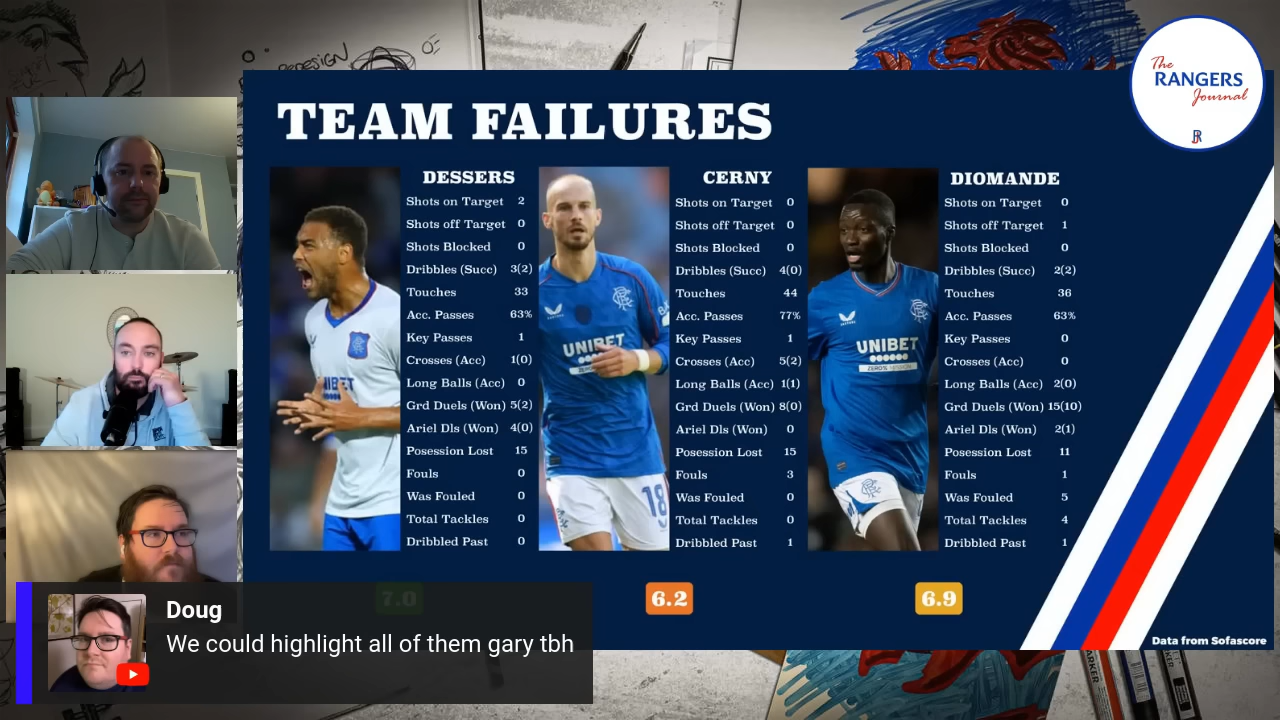 REDESIGN
The
RANGERS
Journal
TEAM FAILURES
DESSERS
Shots on Target 2
Shots off Target 0
Shots Blocked 0
Dribbles (Succ) 3(2)
Touches 33
Acc. Passes 63%
Key Passes 1
Crosses (Acc) 1(0)
Long Balls (Acc) 0
Grd Duels (Won) 5(2)
Ariel Dls (Won) 4(0)
Posession Lost 15
Fouls 0
Was Fouled 0
Total Tackles 0
Dribbled Past 0
7.0
CERNY
Shots on Target 0
Shots off Target 0
Shots Blocked 0
Dribbles (Succ) 4(0)
Touches 44
Acc. Passes 77%
Key Passes 1
Crosses (Acc) 5(2)
Long Balls (Acc) 1(1)
Grd Duels (Won) 8(0)
Ariel Dls (Won) 0
Posession Lost 15
Fouls 3
Was Fouled 0
Total Tackles 0
Dribbled Past 1
UNIBET
18
6.2
DIOMANDE
Shots on Target 0
Shots off Target 1
Shots Blocked 0
Dribbles (Succ) 2(2)
Touches 36
Acc. Passes 63%
Key Passes 0
Crosses (Acc) 0
Long Balls (Acc) 2(0)
Grd Duels (Won) 15(10)
Ariel Dls (Won) 2(1)
Posession Lost 11
Fouls 1
Was Fouled 5
Total Tackles 4
Dribbled Past 1
UNIBET
6.9
Data from Sofascore
Doug
We could highlight all of them gary tbh